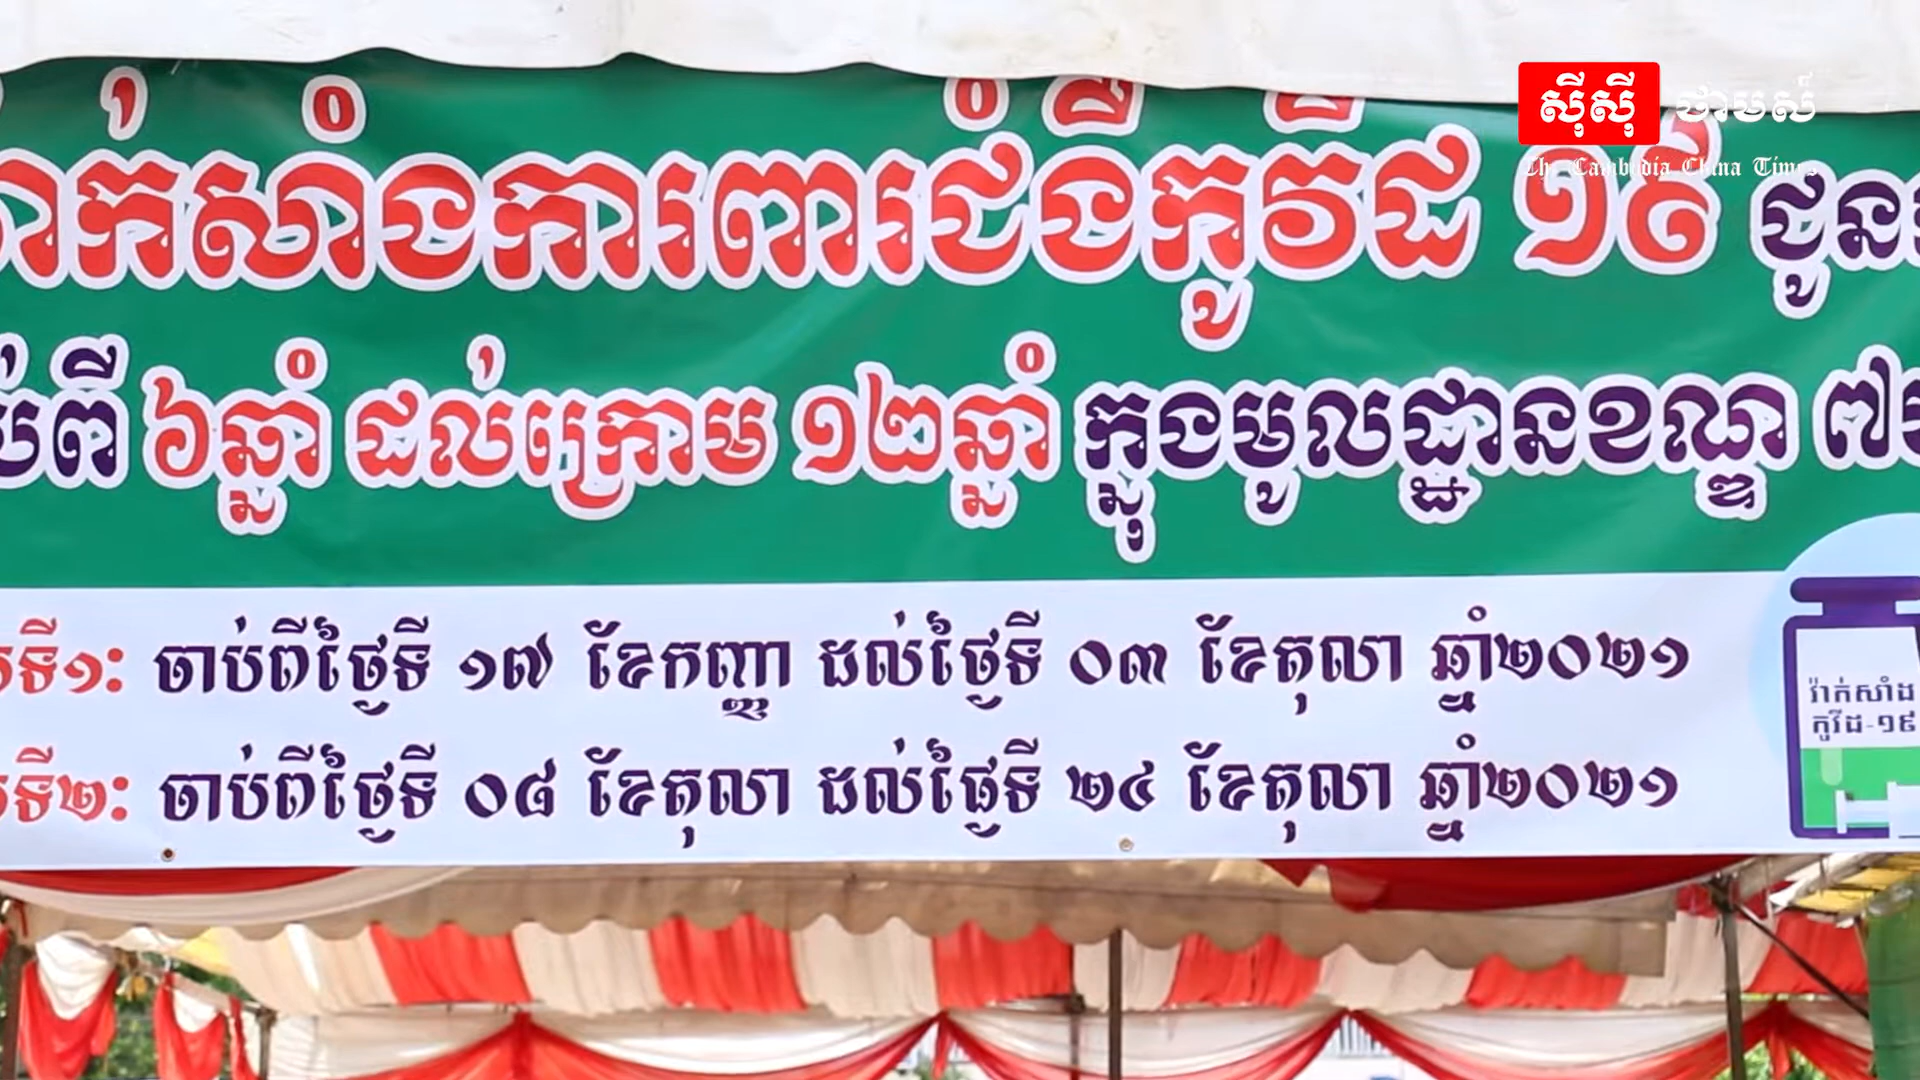 ស៊ីស៊ី ថាមស៍
The Cambodia China Times
វ៉ាក់សាំងការពារជំងឺកូវីដ ១៩ ជូន
ប់ពី ៦ឆ្នាំ ដល់ក្រោម ១២ឆ្នាំ ក្នុងមូលដ្ឋានខណ្ឌ ៧
ទី១: ចាប់ពីថ្ងៃទី ១៧ ខែកញ្ញា ដល់ថ្ងៃទី ០៣ ខែតុលា ឆ្នាំ២០២១
ទី២: ចាប់ពីថ្ងៃទី ០៨ ខែតុលា ដល់ថ្ងៃទី ២៤ ខែតុលា ឆ្នាំ២០២១
វ៉ាក់សាំង
កូវីដ-១៩